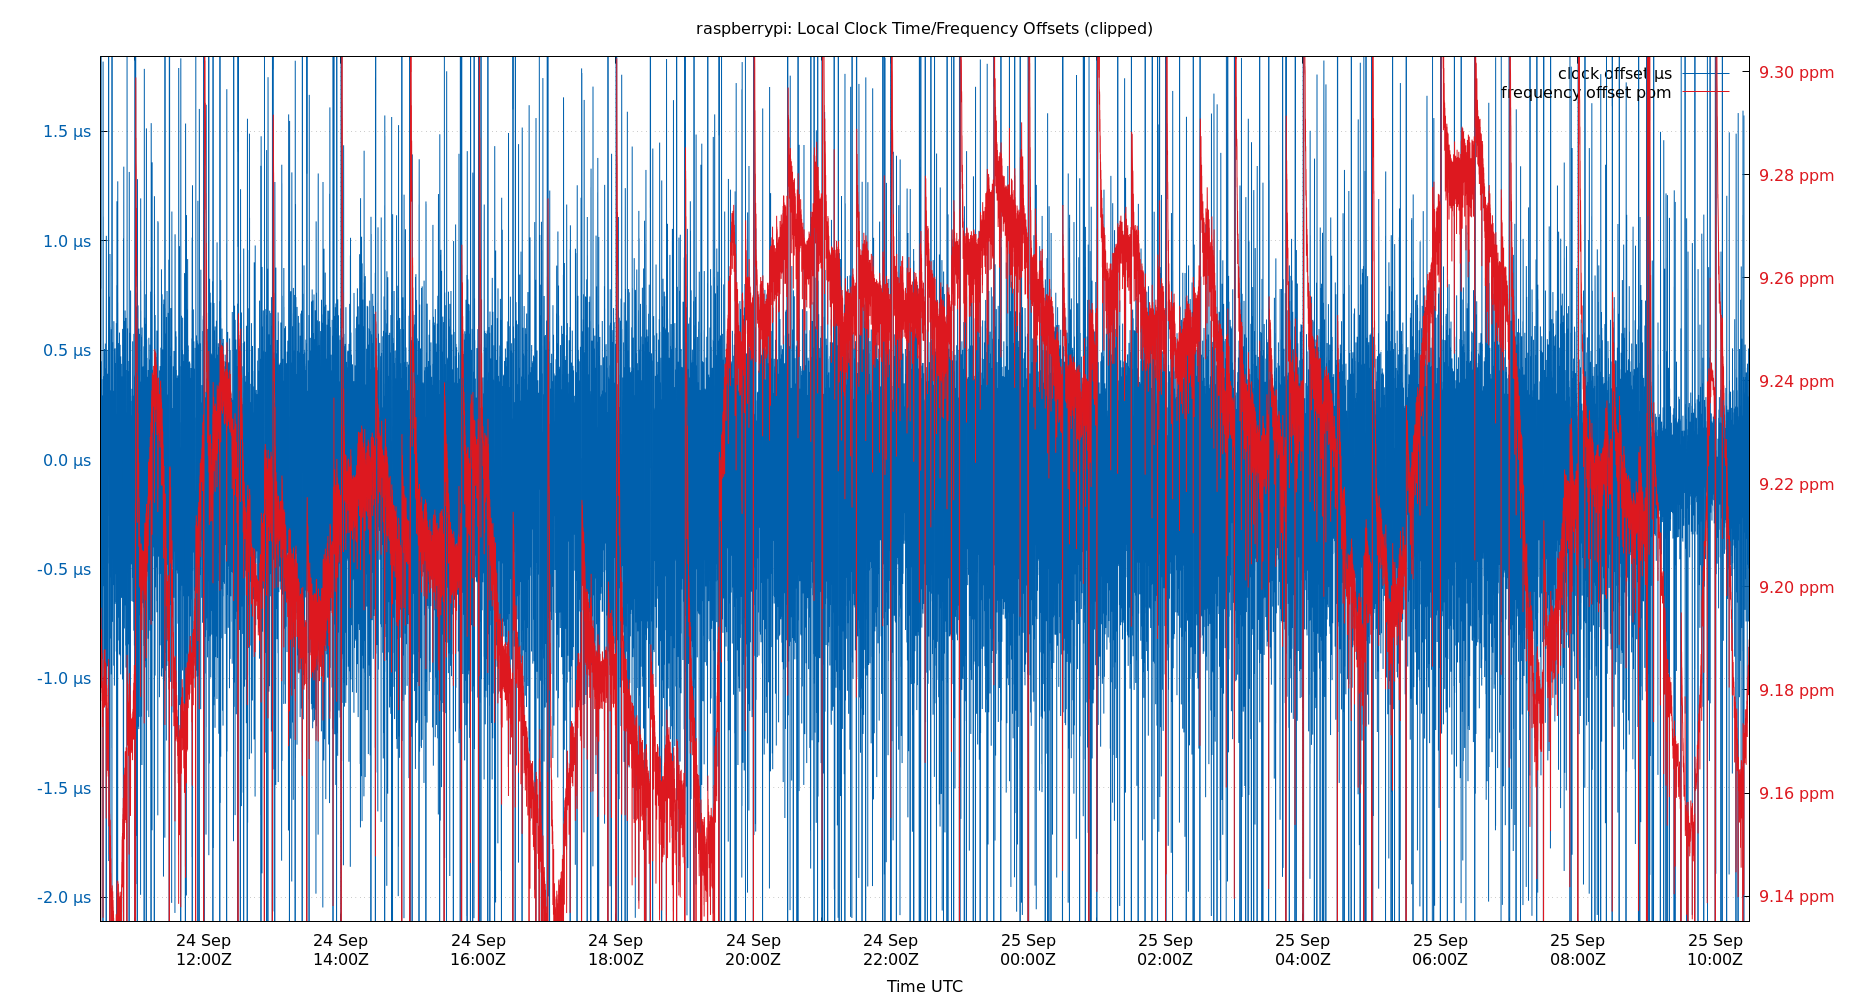 raspberrypi: Local Clock Time/Frequency Offsets (clipped)
clock offset µs
frequency offset ppm
1.5 µs
1.0 µs
0.5 µs
0.0 µs
-0.5 µs
-1.0 µs
-1.5 µs
-2.0 µs
9.30 ppm
9.28 ppm
9.26 ppm
9.24 ppm
9.22 ppm
9.20 ppm
9.18 ppm
9.16 ppm
9.14 ppm
24 Sep
12:00Z
24 Sep
14:00Z
24 Sep
16:00Z
24 Sep
18:00Z
24 Sep
20:00Z
24 Sep
22:00Z
25 Sep
00:00Z
25 Sep
02:00Z
25 Sep
04:00Z
25 Sep
06:00Z
25 Sep
08:00Z
25 Sep
10:00Z
Time UTC